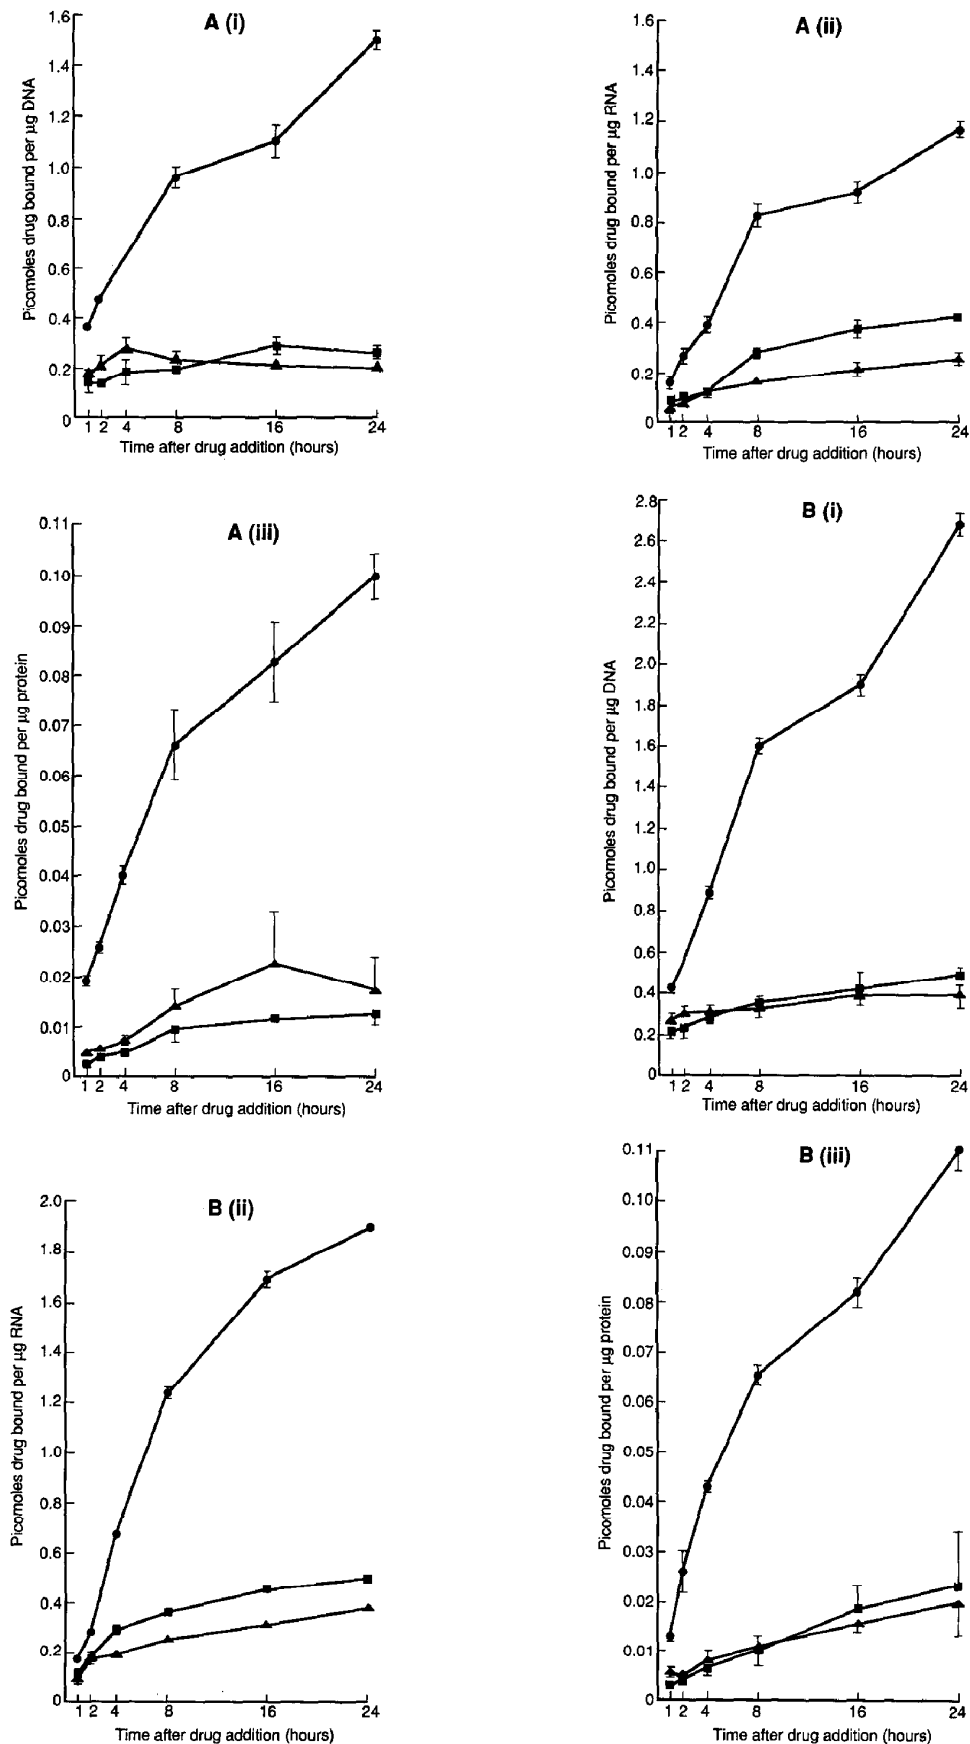 A (i)
Picomoles drug bound per µg DNA
1.6
1.4
1.2
1.0
0.8
0.6
0.4
0.2
0
1 2 4 8 16 24
Time after drug addition (hours)
A (ii)
Picomoles drug bound per µg RNA
1.6
1.4
1.2
1.0
0.8
0.6
0.4
0.2
0
1 2 4 8 16 24
Time after drug addition (hours)
A (iii)
Picomoles drug bound per µg protein
0.11
0.10
0.09
0.08
0.07
0.06
0.05
0.04
0.03
0.02
0.01
0
1 2 4 8 16 24
Time after drug addition (hours)
B (i)
Picomoles drug bound per µg DNA
2.8
2.6
2.4
2.2
2.0
1.8
1.6
1.4
1.2
1.0
0.8
0.6
0.4
0.2
0
1 2 4 8 16 24
Time after drug addition (hours)
B (ii)
Picomoles drug bound per µg RNA
2.0
1.8
1.6
1.4
1.2
1.0
0.8
0.6
0.4
0.2
0
1 2 4 8 16 24
Time after drug addition (hours)
B (iii)
Picomoles drug bound per µg protein
0.11
0.10
0.09
0.08
0.07
0.06
0.05
0.04
0.03
0.02
0.01
0
1 2 4 8 16 24
Time after drug addition (hours)